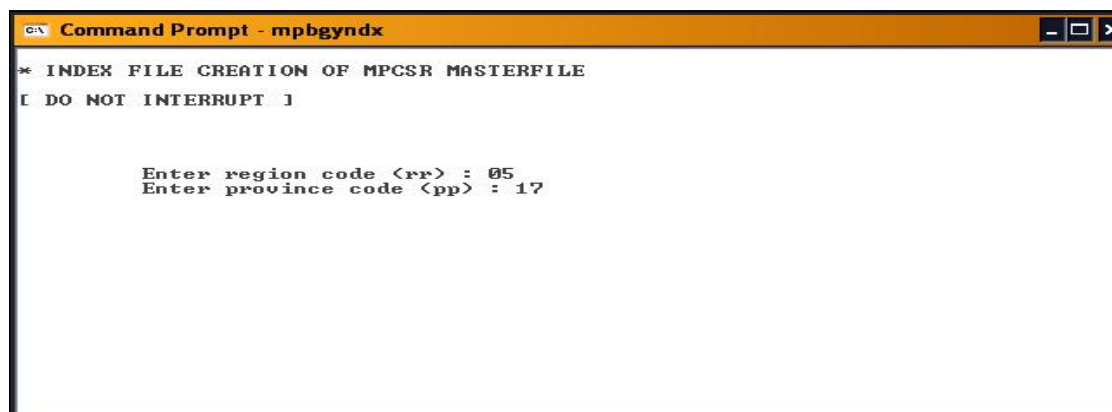 Command Prompt - mpbgyndx
* INDEX FILE CREATION OF MPCSR MASTERFILE
[ DO NOT INTERRUPT ]
Enter region code (rr) : 05
Enter province code (pp) : 17